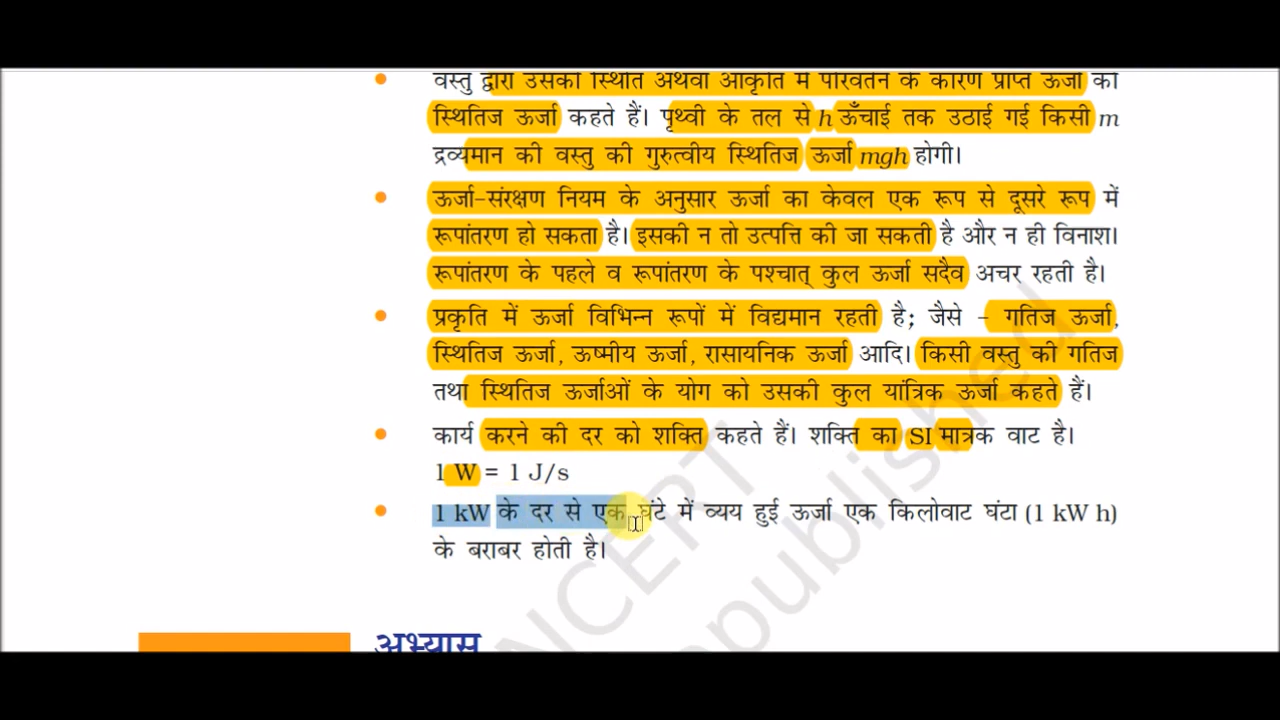 वस्तु द्वारा उसकी स्थिति अथवा आकृति में परिवर्तन के कारण प्राप्त ऊर्जा को
स्थितिज ऊर्जा कहते हैं। पृथ्वी के तल से h ऊँचाई तक उठाई गई किसी m
द्रव्यमान की वस्तु की गुरुत्वीय स्थितिज ऊर्जा mgh होगी।
ऊर्जा-संरक्षण नियम के अनुसार ऊर्जा का केवल एक रूप से दूसरे रूप में
रूपांतरण हो सकता है। इसकी न तो उत्पत्ति की जा सकती है और न ही विनाश।
रूपांतरण के पहले व रूपांतरण के पश्चात् कुल ऊर्जा सदैव अचर रहती है।
प्रकृति में ऊर्जा विभिन्न रूपों में विद्यमान रहती है; जैसे - गतिज ऊर्जा,
स्थितिज ऊर्जा, ऊष्मीय ऊर्जा, रासायनिक ऊर्जा आदि। किसी वस्तु की गतिज
तथा स्थितिज ऊर्जाओं के योग को उसकी कुल यांत्रिक ऊर्जा कहते हैं।
कार्य करने की दर को शक्ति कहते हैं। शक्ति का SI मात्रक वाट है।
1 W = 1 J/s
1 kW के दर से एक घंटे में व्यय हुई ऊर्जा एक किलोवाट घंटा (1 kW h)
के बराबर होती है।
अभ्यास
NCERT
republished